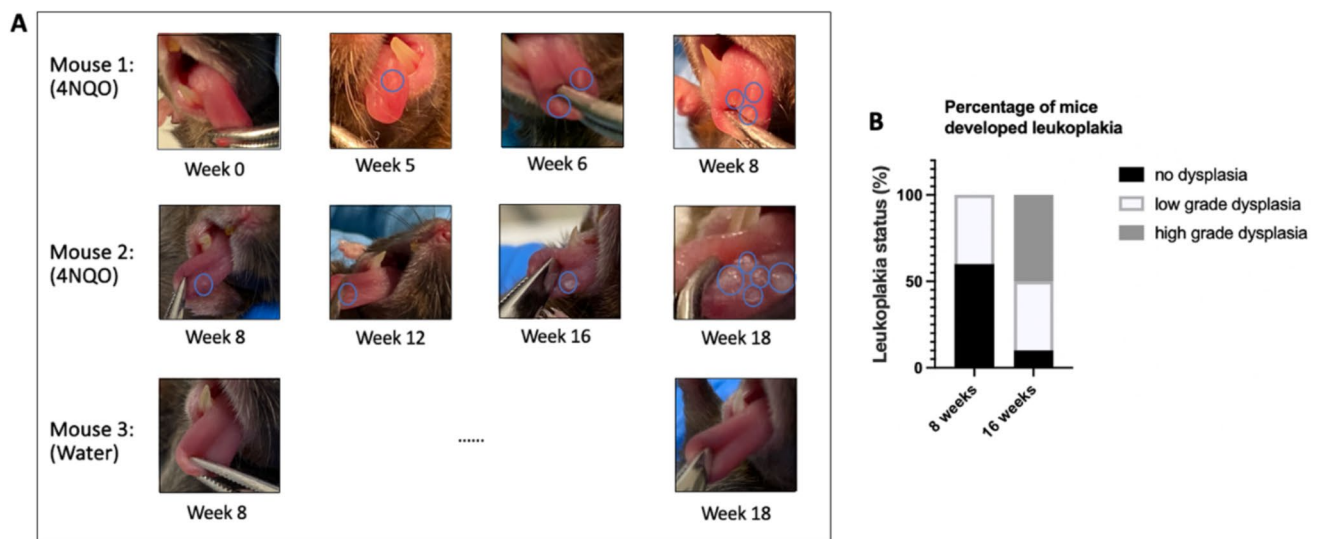 A
Mouse 1:
(4NQO)
Week 0
Week 5
Week 6
Week 8
Mouse 2:
(4NQO)
Week 8
Week 12
Week 16
Week 18
Mouse 3:
(Water)
......
Week 8
Week 18
B
Percentage of mice
developed leukoplakia
Leukoplakia status (%)
100
50
0
8 weeks
16 weeks
no dysplasia
low grade dysplasia
high grade dysplasia